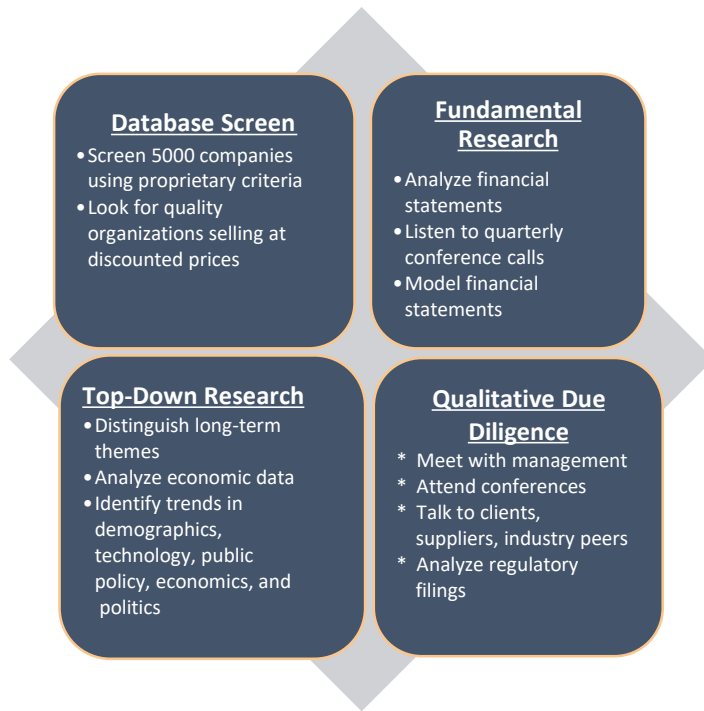 Database Screen
•Screen 5000 companies
using proprietary criteria
•Look for quality
organizations selling at
discounted prices
Fundamental
Research
•Analyze financial
statements
•Listen to quarterly
conference calls
•Model financial
statements
Top-Down Research
•Distinguish long-term
themes
•Analyze economic data
•Identify trends in
demographics,
technology, public
policy, economics, and
politics
Qualitative Due
Diligence
* Meet with management
* Attend conferences
* Talk to clients,
suppliers, industry peers
* Analyze regulatory
filings